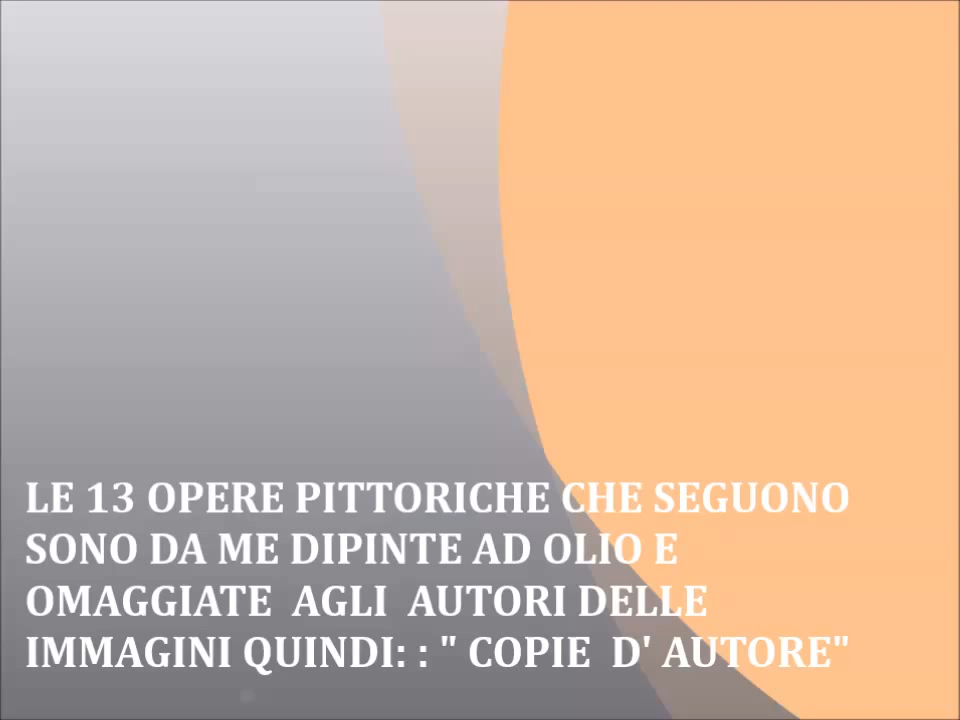 LE 13 OPERE PITTORICHE CHE SEGUONO
SONO DA ME DIPINTE AD OLIO E
OMAGGIATE  AGLI  AUTORI DELLE
IMMAGINI QUINDI: : " COPIE  D' AUTORE"